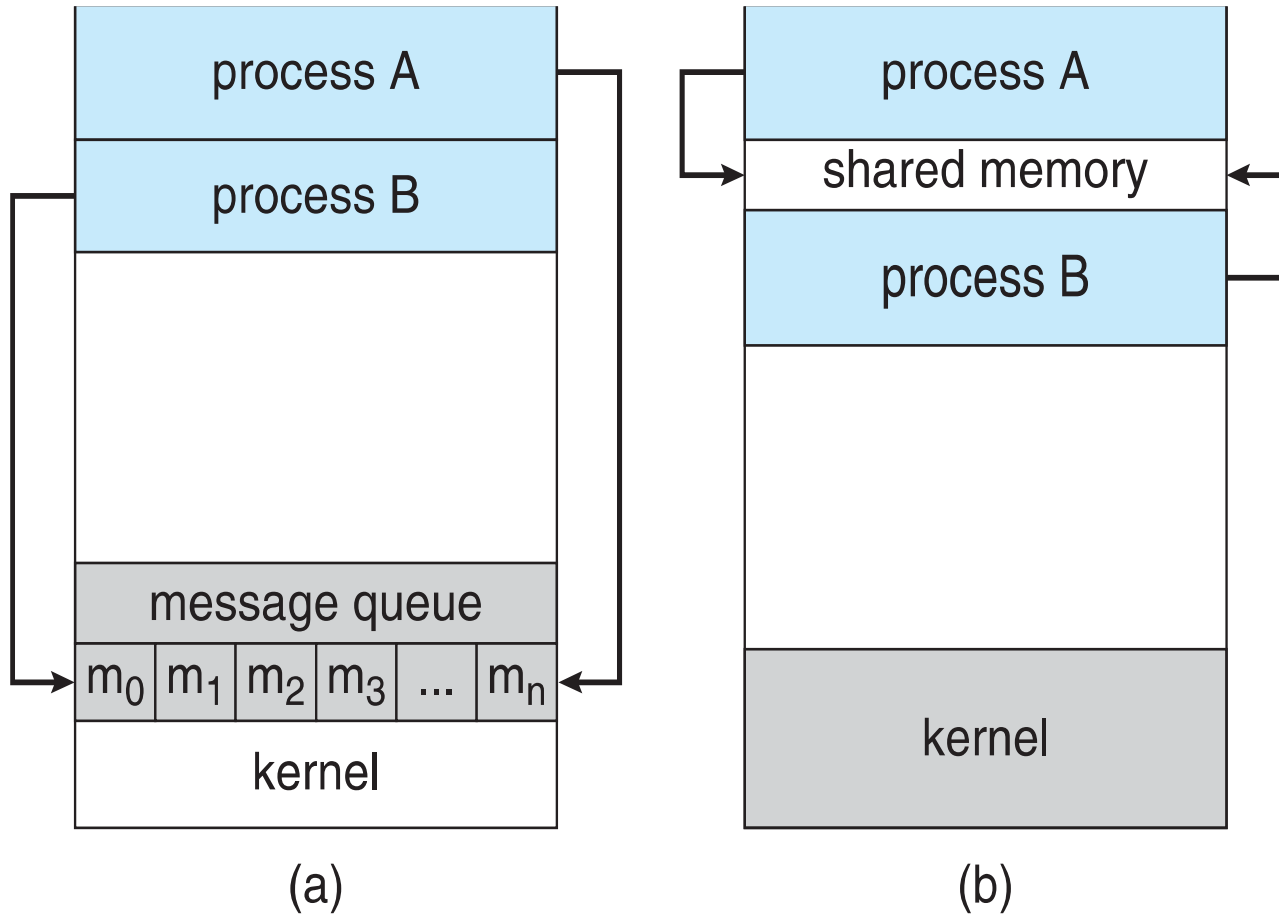 process A
process B
message queue
m0 m1 m2 m3 ... mn
kernel
(a)
process A
shared memory
process B
kernel
(b)